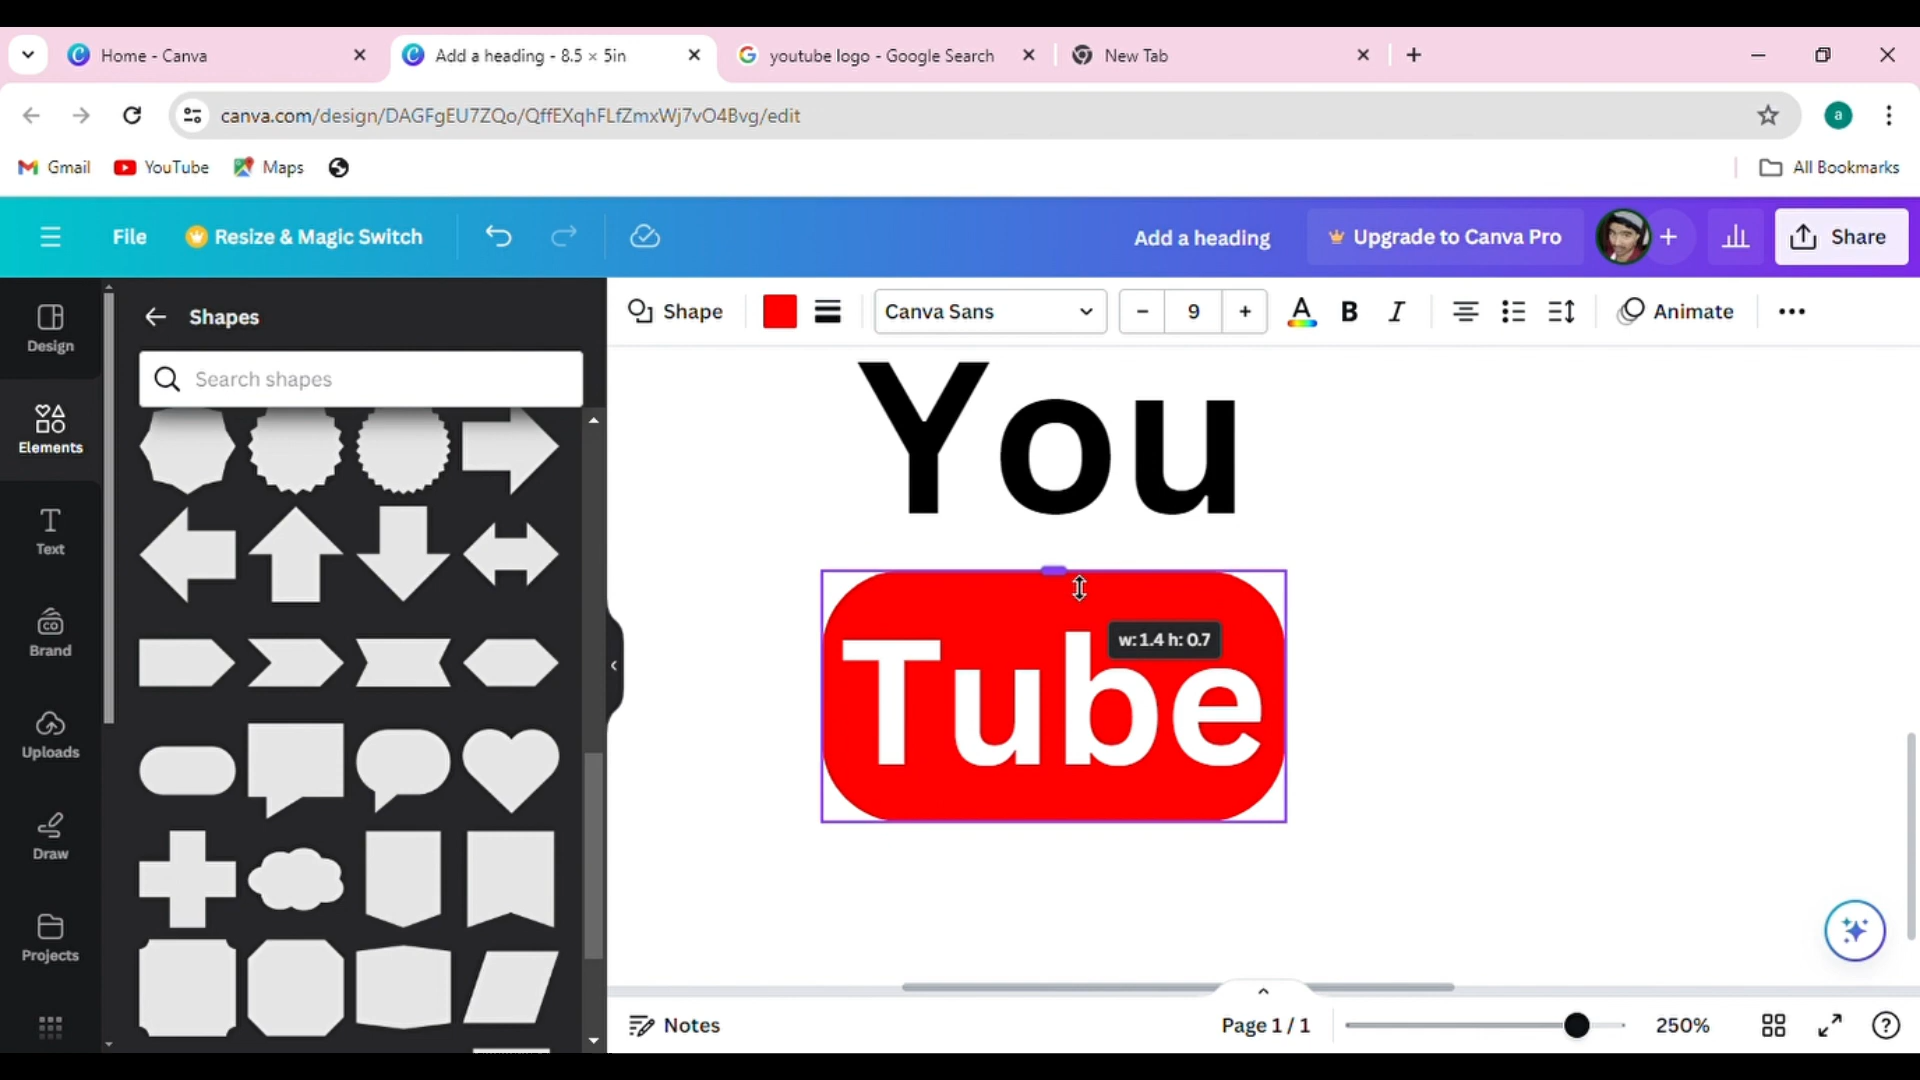 Home - Canva
Add a heading - 8.5 × 5in
youtube logo - Google Search
New Tab
canva.com/design/DAGFgEU7ZQo/QffEXqhFLfZmxWj7vO4Bvg/edit
a
Gmail
YouTube
Maps
All Bookmarks
File
Resize & Magic Switch
Add a heading
Upgrade to Canva Pro
Share
Design
Elements
Text
Brand
Uploads
Draw
Projects
Shapes
Search shapes
Shape
Canva Sans
9
A
B
I
Animate
You
Tube
w: 1.4 h: 0.7
Notes
Page 1 / 1
250%